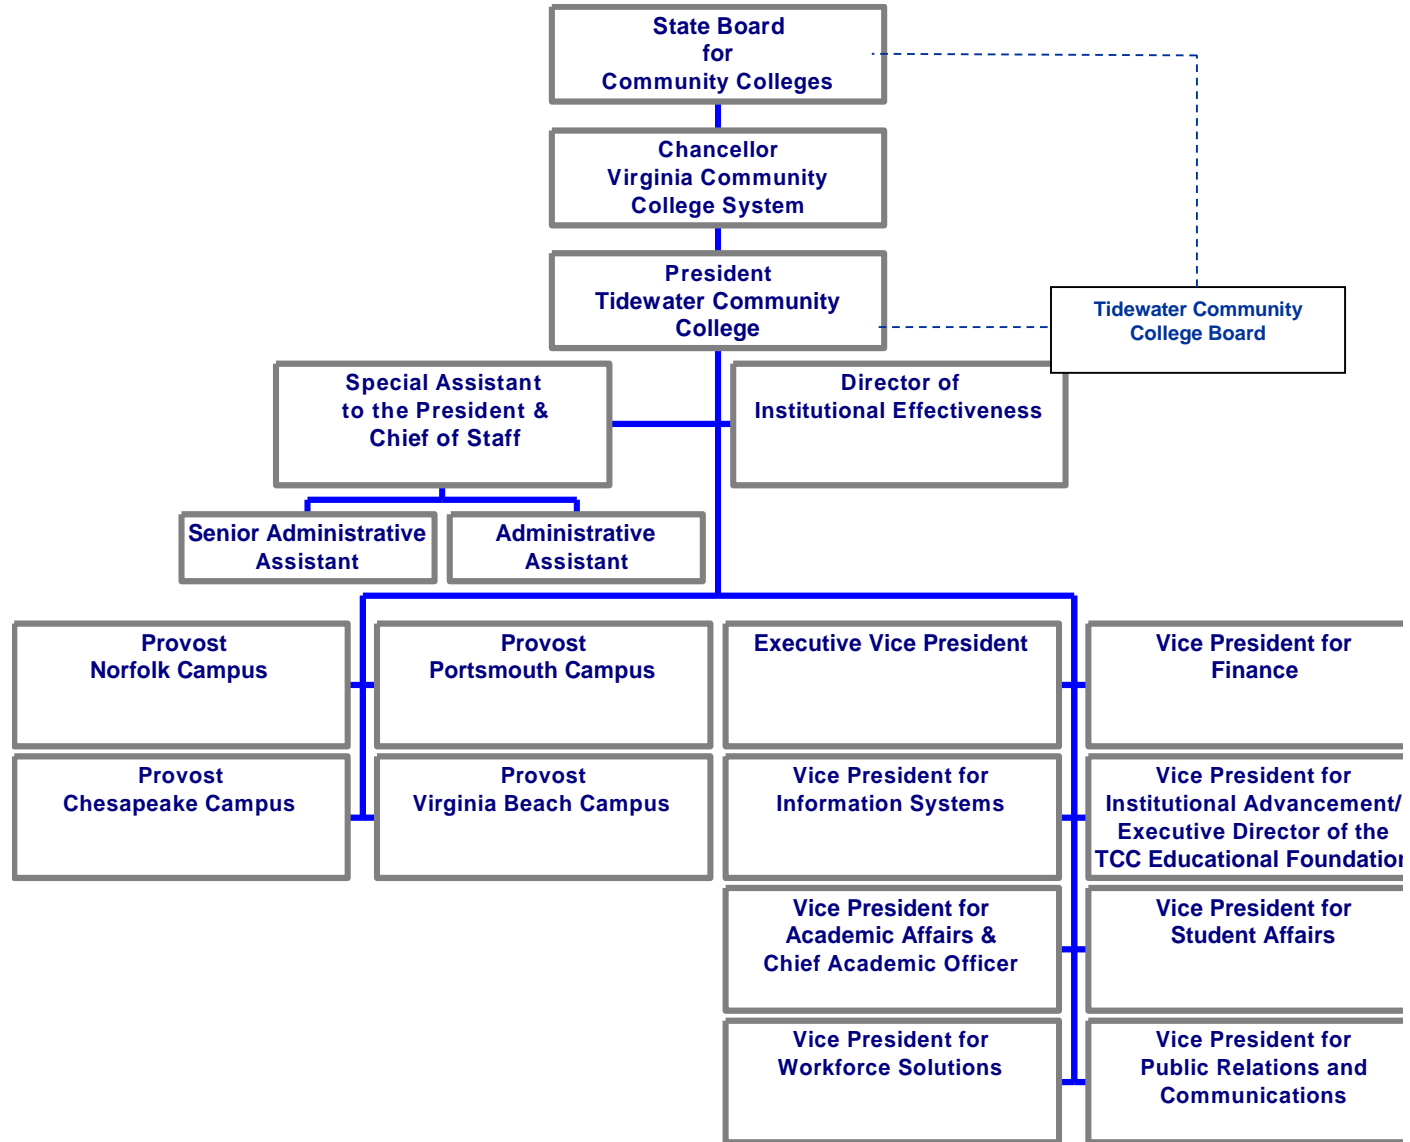 State Board
for
Community Colleges
Chancellor
Virginia Community
College System
President
Tidewater Community
College
Tidewater Community
College Board
Special Assistant
to the President &
Chief of Staff
Director of
Institutional Effectiveness
Senior Administrative
Assistant
Administrative
Assistant
Provost
Norfolk Campus
Provost
Portsmouth Campus
Executive Vice President
Vice President for
Finance
Provost
Chesapeake Campus
Provost
Virginia Beach Campus
Vice President for
Information Systems
Vice President for
Institutional Advancement/
Executive Director of the
TCC Educational Foundation
Vice President for
Academic Affairs &
Chief Academic Officer
Vice President for
Student Affairs
Vice President for
Workforce Solutions
Vice President for
Public Relations and
Communications